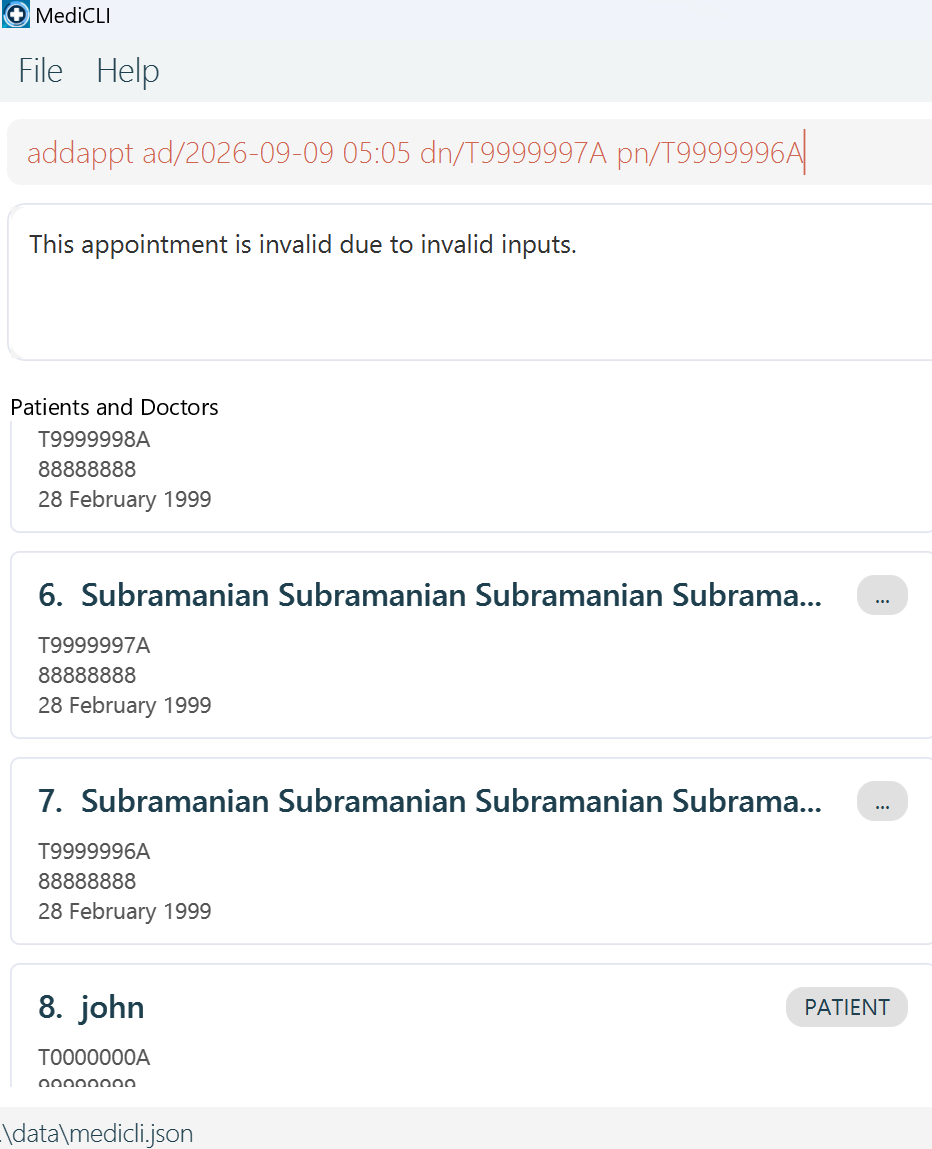 MediCLI
File Help
addappt ad/2026-09-09 05:05 dn/T9999997A pn/T9999996A
This appointment is invalid due to invalid inputs.
Patients and Doctors
T9999998A
88888888
28 February 1999
6. Subramanian Subramanian Subramanian Subrama... ...
T9999997A
88888888
28 February 1999
7. Subramanian Subramanian Subramanian Subrama... ...
T9999996A
88888888
28 February 1999
8. john PATIENT
T0000000A
99999999
.\data\medicli.json